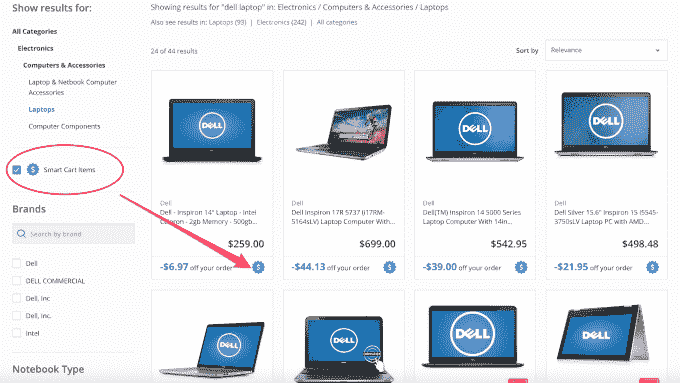 Show results for:
All Categories
Electronics
Computers & Accessories
Laptop & Netbook Computer
Accessories
Laptops
Computer Components
Smart Cart Items
Brands
Search by brand
Dell
DELL COMMERCIAL
Dell, Inc
Dell, Inc.
Intel
Notebook Type
Showing results for "dell laptop" in: Electronics / Computers & Accessories / Laptops
Also see results in: Laptops (99) | Electronics (242) | All categories
24 of 44 results
Sort by
Relevance
DELL
Dell
Dell - Inspiron 14" Laptop - Intel
Celeron - 2gb Memory - 500gb...
$259.00
-$6.97 off your order
Dell
Dell Inspiron 17R 5737 (i17RM-
5164sLV) Laptop Computer With...
$699.00
-$44.13 off your order
DELL
Dell
Dell(TM) Inspiron 14 5000 Series
Laptop Computer With 14in...
$542.95
-$39.00 off your order
DELL
Dell
Dell Silver 15.6" Inspiron 15 I5545-
3750sLV Laptop PC with AMD...
$498.48
-$21.95 off your order
DELL
DELL
DELL
DELL